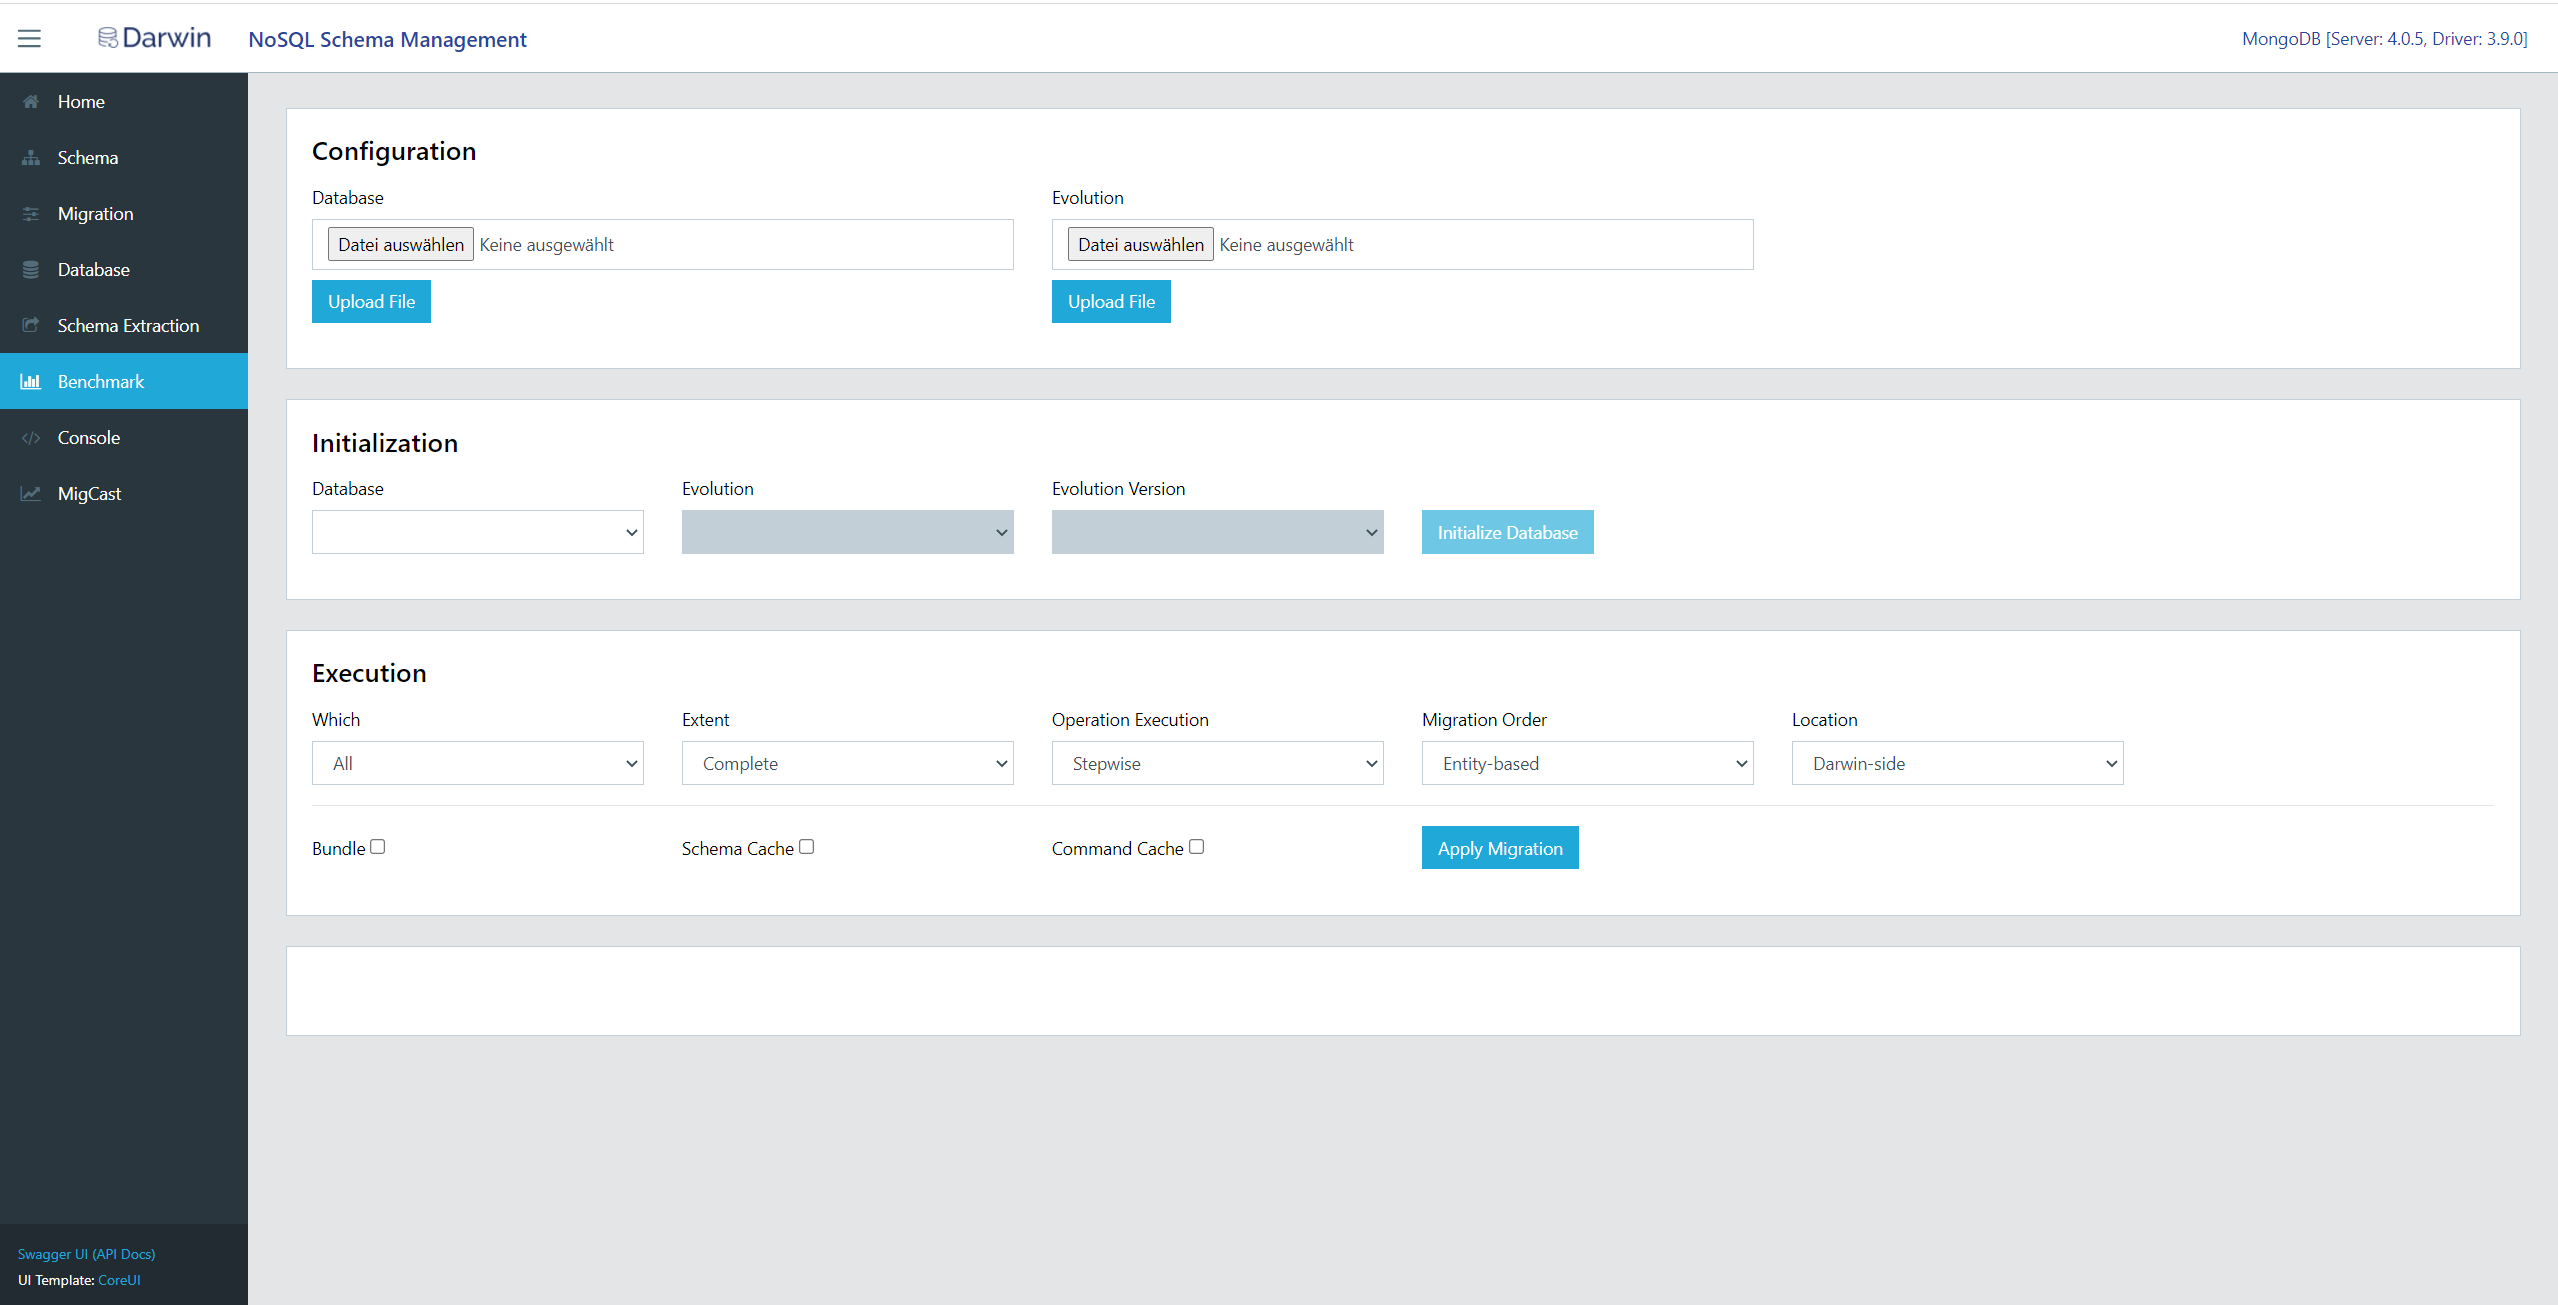 Darwin NoSQL Schema Management MongoDB [Server: 4.0.5, Driver: 3.9.0]
Home
Schema
Migration
Database
Schema Extraction
Benchmark
Console
MigCast
Swagger UI (API Docs)
UI Template: CoreUI
Configuration
Database Evolution
Datei auswählen Keine ausgewählt Datei auswählen Keine ausgewählt
Upload File Upload File
Initialization
Database Evolution Evolution Version
Initialize Database
Execution
Which Extent Operation Execution Migration Order Location
All Complete Stepwise Entity-based Darwin-side
Bundle Schema Cache Command Cache Apply Migration